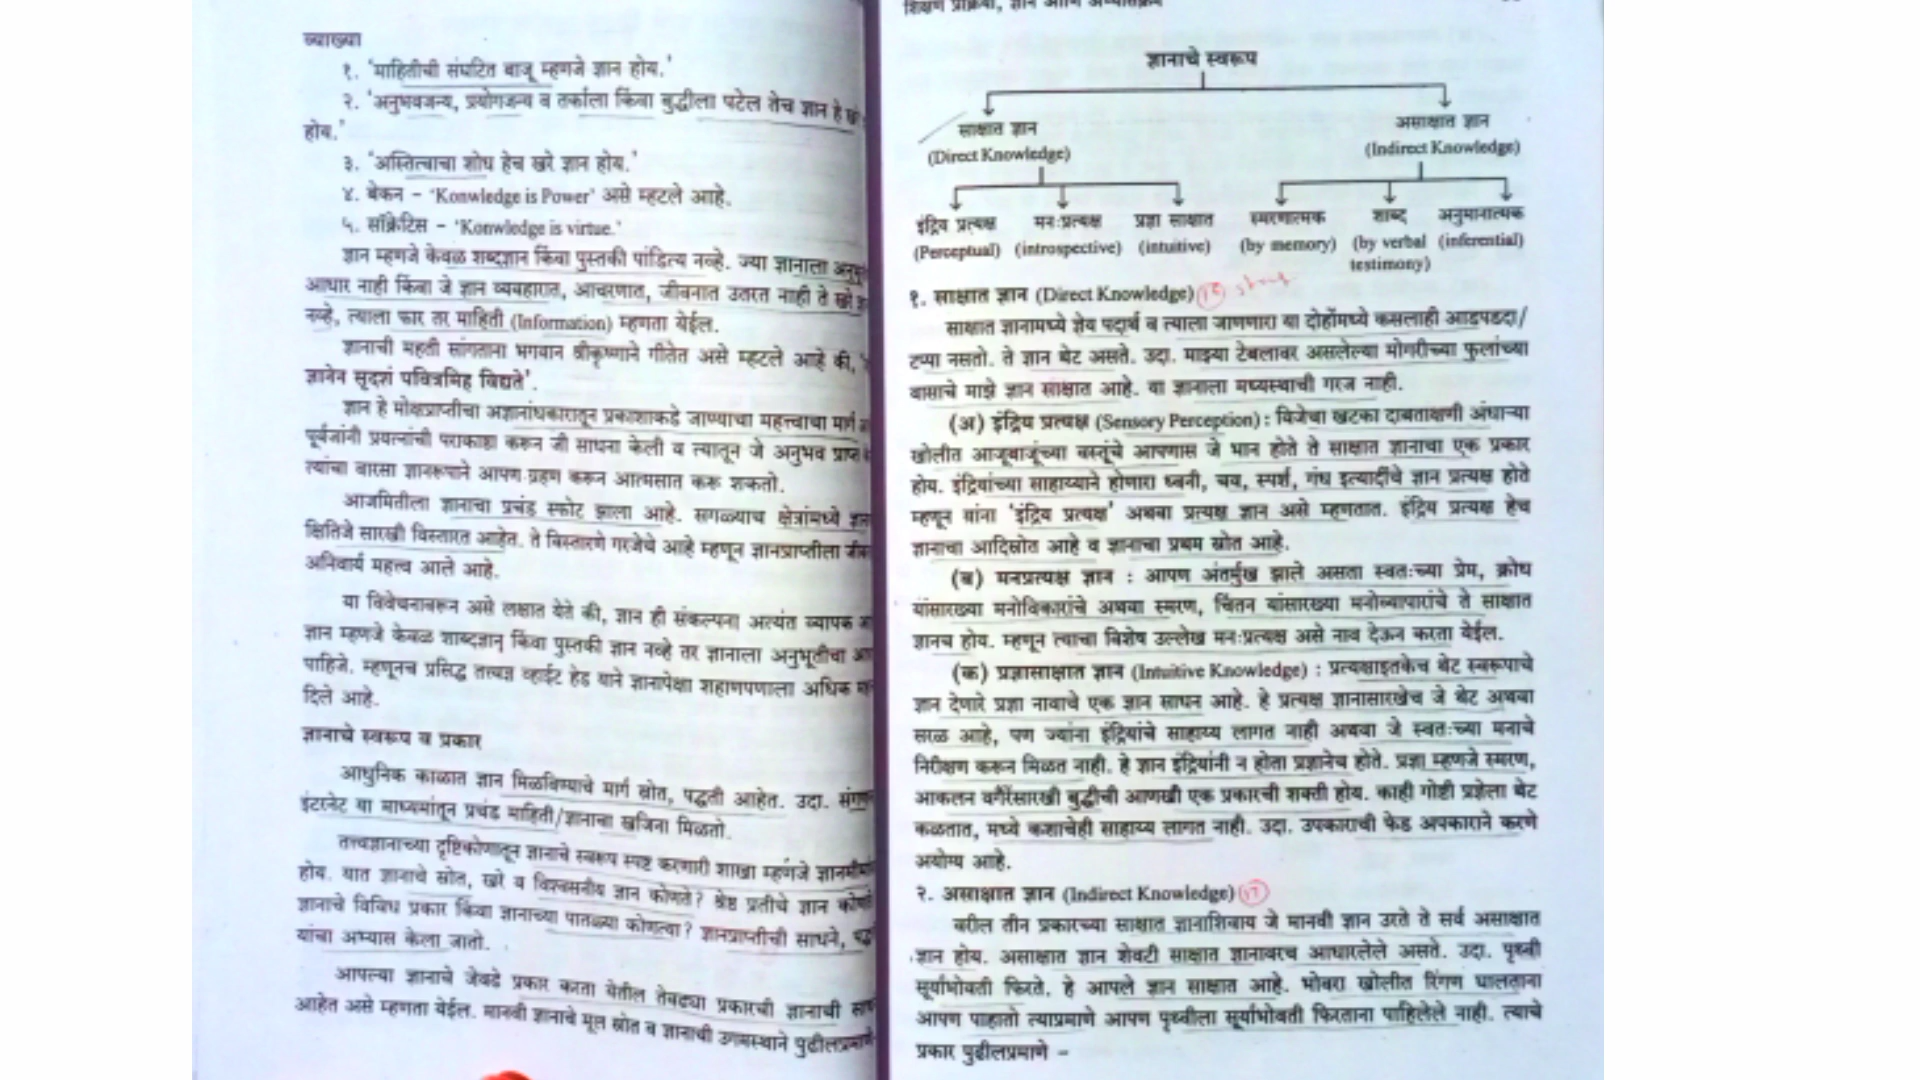 व्याख्या
१. 'माहितीची संघटित बाजू म्हणजे ज्ञान होय.'
२. 'अनुभवजन्य, प्रयोगजन्य व तर्काला किंवा बुद्धीला पटेल तेच ज्ञान हे
होय.'
३. 'अस्तित्वाचा शोध हेच खरे ज्ञान होय.'
४. बेकन – 'Konwledge is Power' असे म्हटले आहे.
५. सॉक्रेटिस – 'Konwledge is virtue.'
ज्ञान म्हणजे केवळ शब्दज्ञान किंवा पुस्तकी पांडित्य नव्हे. ज्या ज्ञानाला
आधार नाही किंवा जे ज्ञान व्यवहारात, आचरणात, जीवनात उतरत नाही ते खरे
नव्हे, त्याला फार तर माहिती (Information) म्हणता येईल.
ज्ञानाची महती सांगताना भगवान श्रीकृष्णाने गीतेत असे म्हटले आहे की,
ज्ञानेन सदृशं पवित्रमिह विद्यते'.
ज्ञान हे मोक्षप्राप्तीचा अज्ञानांधकारातून प्रकाशाकडे जाण्याचा महत्त्वाचा मार्ग
पूर्वजांनी प्रयत्नांची पराकाष्ठा करून जी साधना केली व त्यातून जे अनुभव प्राप्त
त्यांचा वारसा ज्ञानरूपाने आपण ग्रहण करून आत्मसात करू शकतो.
आजमितीला ज्ञानाचा प्रचंड स्फोट झाला आहे. सगळ्याच क्षेत्रांमध्ये
क्षितिजे सारखी विस्तारत आहेत. ते विस्तारणे गरजेचे आहे म्हणून ज्ञानप्राप्तीला
अनिवार्य महत्त्व आले आहे.
या विवेचनावरून असे लक्षात येते की, ज्ञान ही संकल्पना अत्यंत व्यापक
ज्ञान म्हणजे केवळ शाब्दज्ञान किंवा पुस्तकी ज्ञान नव्हे तर ज्ञानाला अनुभूतीचा
पाहिजे. म्हणूनच प्रसिद्ध तत्त्वज्ञ व्हाईट हेड याने ज्ञानापेक्षा शहाणपणाला अधिक
दिले आहे.
ज्ञानाचे स्वरूप व प्रकार
आधुनिक काळात ज्ञान मिळविण्याचे मार्ग स्रोत, पद्धती आहेत. उदा.
इंटरनेट या माध्यमांतून प्रचंड माहिती/ज्ञानाचा खजिना मिळतो.
तत्त्वज्ञानाच्या दृष्टिकोणातून ज्ञानाचे स्वरूप स्पष्ट करणारी शाखा म्हणजे
होय. यात ज्ञानाचे स्रोत, खरे व विश्वसनीय ज्ञान कोणते? श्रेष्ठ प्रतीचे ज्ञान
ज्ञानाचे विविध प्रकार किंवा ज्ञानाच्या पातळ्या कोणत्या? ज्ञानप्राप्तीची साधने,
यांचा अभ्यास केला जातो.
आपल्या ज्ञानाचे जेवढे प्रकार करता येतील तेवढ्या प्रकारची ज्ञानाची
आहेत असे म्हणता येईल. मानवी ज्ञानाचे मूल स्रोत व ज्ञानाची उगमस्थाने पुढीलप्रमाणे
शिक्षण प्रक्रिया, ज्ञान आणि अभ्यासक्रम
ज्ञानाचे स्वरूप
साक्षात ज्ञान असाक्षात ज्ञान
(Direct Knowledge) (Indirect Knowledge)
इंद्रिय प्रत्यक्ष मनःप्रत्यक्ष प्रज्ञा साक्षात स्मरणात्मक शाब्द अनुमानात्मक
(Perceptual) (introspective) (intuitive) (by memory) (by verbal (inferential)
testimony)
१. साक्षात ज्ञान (Direct Knowledge)
साक्षात ज्ञानामध्ये ज्ञेय पदार्थ व त्याला जाणणारा या दोहोंमध्ये कसलाही आडपडदा/
टप्पा नसतो. ते ज्ञान थेट असते. उदा. माझ्या टेबलावर असलेल्या मोगरीच्या फुलांच्या
वासाचे माझे ज्ञान साक्षात आहे. या ज्ञानाला मध्यस्थाची गरज नाही.
(अ) इंद्रिय प्रत्यक्ष (Sensory Perception) : विजेचा खटका दाबताक्षणी अंधाऱ्या
खोलीत आजूबाजूंच्या वस्तूंचे आपणास जे भान होते ते साक्षात ज्ञानाचा एक प्रकार
होय. इंद्रियांच्या साहाय्याने होणारा ध्वनी, चव, स्पर्श, गंध इत्यादींचे ज्ञान प्रत्यक्ष होते
म्हणून यांना 'इंद्रिय प्रत्यक्ष' अथवा प्रत्यक्ष ज्ञान असे म्हणतात. इंद्रिय प्रत्यक्ष हेच
ज्ञानाचा आदिस्रोत आहे व ज्ञानाचा प्रथम स्रोत आहे.
(ब) मनप्रत्यक्ष ज्ञान : आपण अंतर्मुख झाले असता स्वतःच्या प्रेम, क्रोध
यांसारख्या मनोविकारांचे अथवा स्मरण, चिंतन यांसारख्या मनोव्यापारांचे ते साक्षात
ज्ञानच होय. म्हणून त्याचा विशेष उल्लेख मनःप्रत्यक्ष असे नाव देऊन करता येईल.
(क) प्रज्ञासाक्षात ज्ञान (Intuitive Knowledge) : प्रत्यक्षाइतकेच थेट स्वरूपाचे
ज्ञान देणारे प्रज्ञा नावाचे एक ज्ञान साधन आहे. हे प्रत्यक्ष ज्ञानासारखेच जे थेट अथवा
सरळ आहे, पण ज्यांना इंद्रियांचे साहाय्य लागत नाही अथवा जे स्वतःच्या मनाचे
निरीक्षण करून मिळत नाही. हे ज्ञान इंद्रियांनी न होता प्रज्ञानेच होते. प्रज्ञा म्हणजे स्मरण,
आकलन वगैरेंसारखी बुद्धीची आणखी एक प्रकारची शक्ती होय. काही गोष्टी प्रज्ञेला थेट
कळतात, मध्ये कशाचेही साहाय्य लागत नाही. उदा. उपकाराची फेड अपकाराने करणे
अयोग्य आहे.
२. असाक्षात ज्ञान (Indirect Knowledge)
वरील तीन प्रकारच्या साक्षात ज्ञानाशिवाय जे मानवी ज्ञान उरते ते सर्व असाक्षात
ज्ञान होय. असाक्षात ज्ञान शेवटी साक्षात ज्ञानावरच आधारलेले असते. उदा. पृथ्वी
सूर्याभोवती फिरते. हे आपले ज्ञान साक्षात आहे. भोवरा खोलीत रिंगण घालताना
आपण पाहातो त्याप्रमाणे आपण पृथ्वीला सूर्याभोवती फिरताना पाहिलेले नाही. त्याचे
प्रकार पुढीलप्रमाणे –